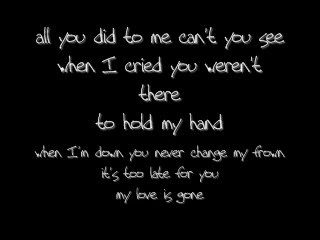 all you did to me can't you see
when I cried you weren't
there
to hold my hand
when I'm down you never change my frown
it's too late for you
my love is gone